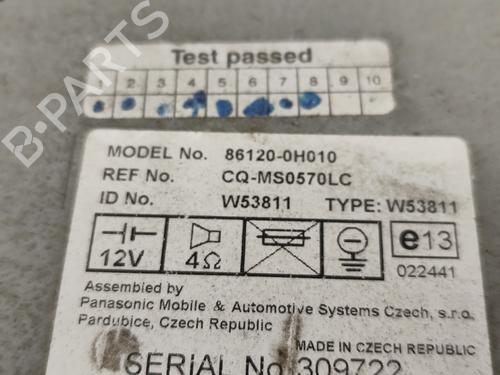 Test passed
1 2 3 4 5 6 7 8 9 10
B-PARTS
MODEL No. 86120-0H010
REF No. CQ-MS0570LC
ID No. W53811 TYPE: W53811
12V 4Ω e13
022441
Assembied by
Panasonic Mobile & Automotive Systems Czech, s.r.o.
Pardubice, Czech Republic
MADE IN CZECH REPUBLIC
SERIAL No. 309722